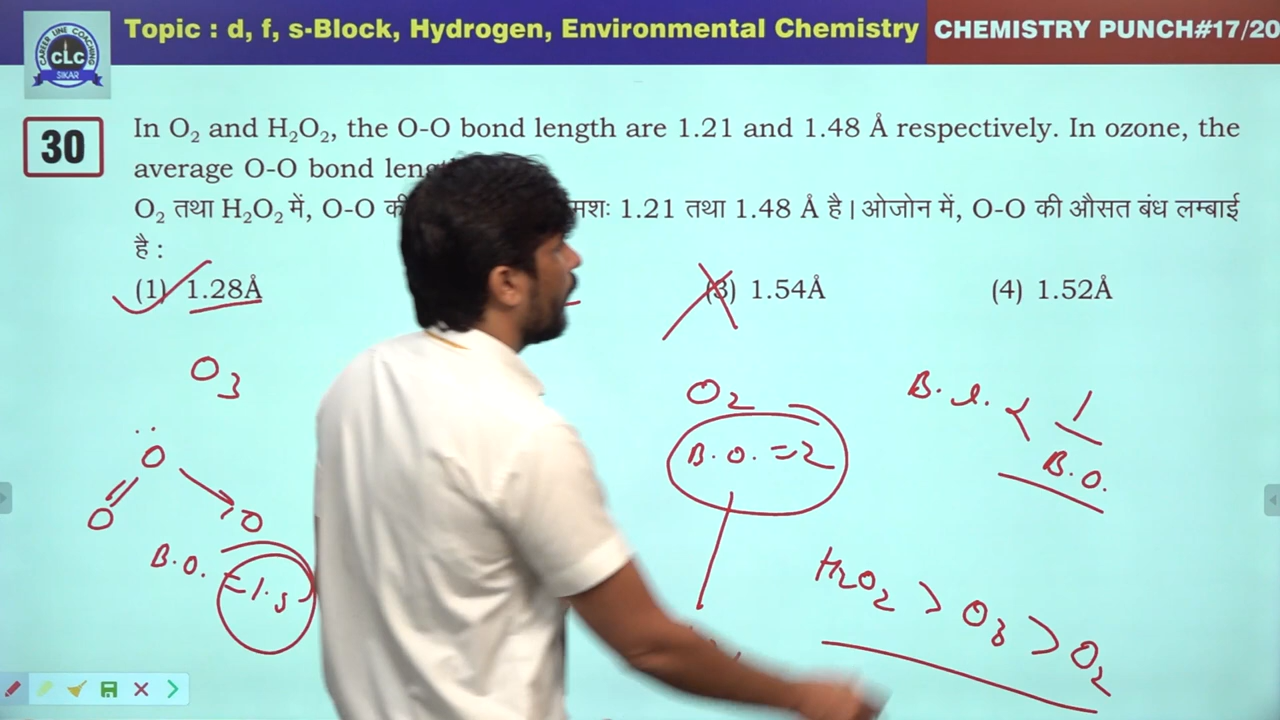 Topic : d, f, s-Block, Hydrogen, Environmental Chemistry
CHEMISTRY PUNCH#17/20
CAREER LINE COACHING
CLC
SIKAR
30
In O₂ and H₂O₂, the O-O bond length are 1.21 and 1.48 Å respectively. In ozone, the
average O-O bond
O₂ तथा H₂O₂ में, O-O 1.21 तथा 1.48 Å है। ओजोन में, O-O की औसत बंध लम्बाई
है :
(1) 1.28Å (3) 1.54Å (4) 1.52Å
O₃
O₂
B.l. ∝ 1/B.O.
B.O. = 2
O
O O
B.O. = 1.5
H₂O₂ > O₃ > O₂